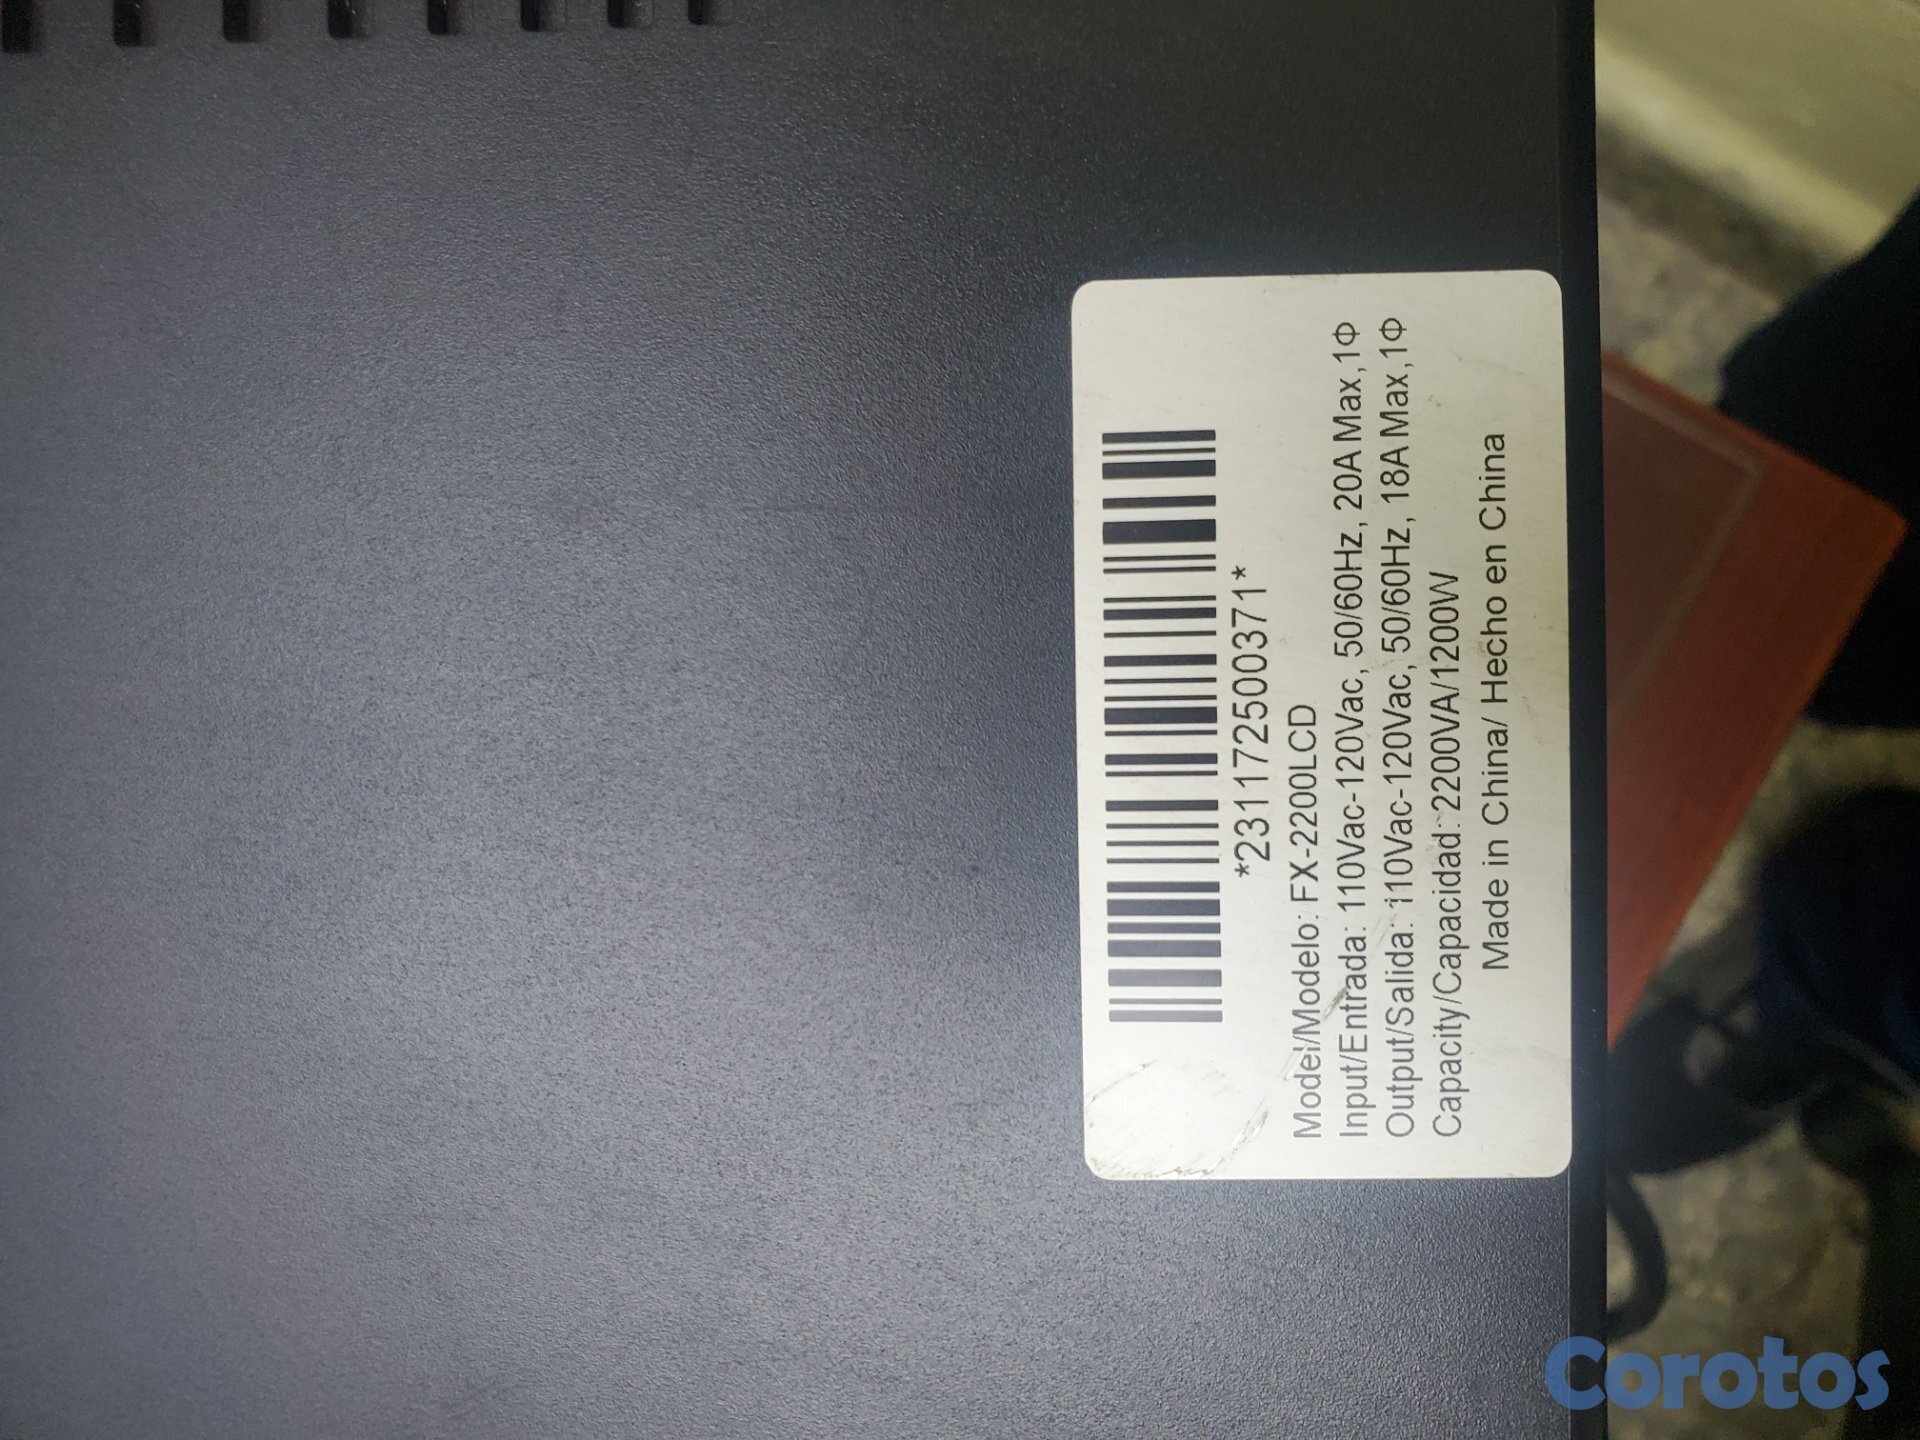 *231172500371*
Model/Modelo: FX-2200LCD
Input/Entrada: 110Vac-120Vac, 50/60Hz, 20A Max,1Φ
Output/Salida: 110Vac-120Vac, 50/60Hz, 18A Max,1Φ
Capacity/Capacidad: 2200VA/1200W
Made in China/ Hecho en China
Corotos